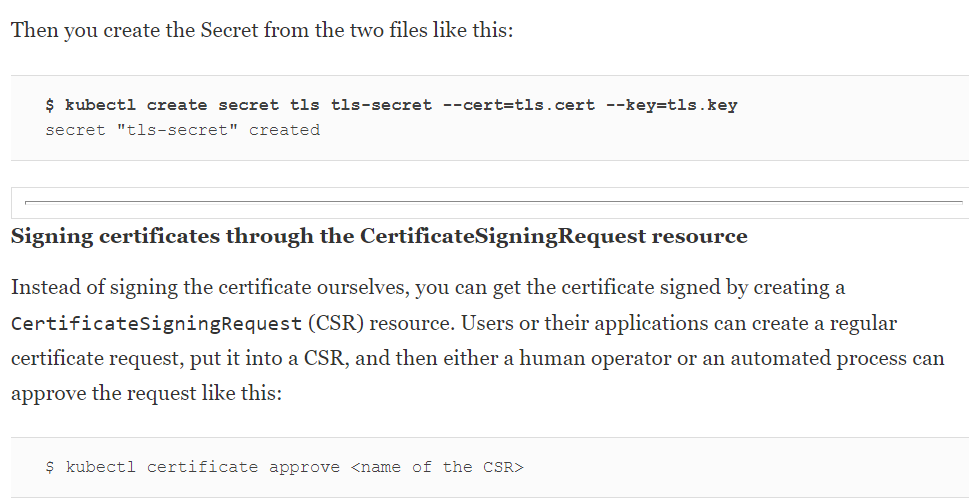 Then you create the Secret from the two files like this:
$ kubectl create secret tls tls-secret --cert=tls.cert --key=tls.key
secret "tls-secret" created
Signing certificates through the CertificateSigningRequest resource
Instead of signing the certificate ourselves, you can get the certificate signed by creating a
CertificateSigningRequest (CSR) resource. Users or their applications can create a regular
certificate request, put it into a CSR, and then either a human operator or an automated process can
approve the request like this:
$ kubectl certificate approve <name of the CSR>